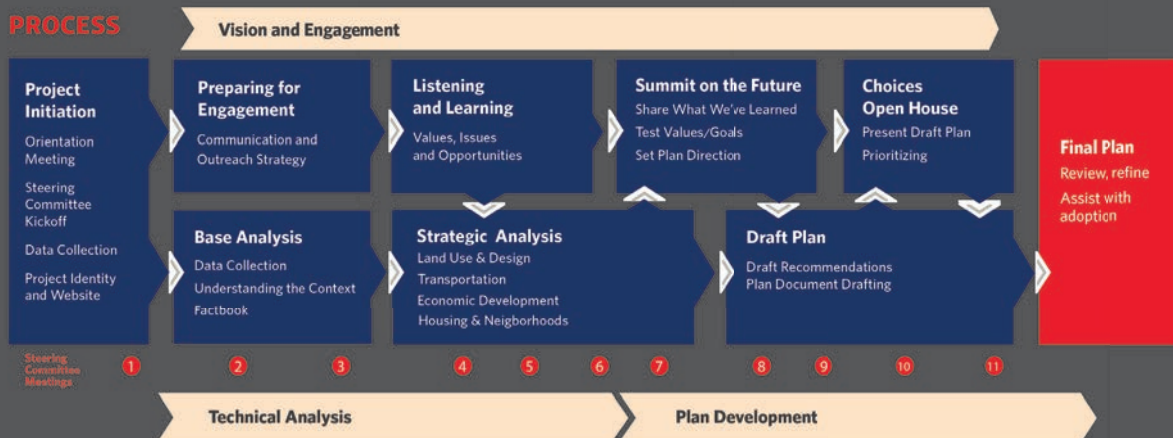 PROCESS
Vision and Engagement
Project
Initiation
Orientation
Meeting
Steering
Committee
Kickoff
Data Collection
Project Identity
and Website
Preparing for
Engagement
Communication and
Outreach Strategy
Listening
and Learning
Values, Issues
and Opportunities
Summit on the Future
Share What We've Learned
Test Values/Goals
Set Plan Direction
Choices
Open House
Present Draft Plan
Prioritizing
Final Plan
Review, refine
Assist with
adoption
Base Analysis
Data Collection
Understanding the Context
Factbook
Strategic Analysis
Land Use & Design
Transportation
Economic Development
Housing & Neigborhoods
Draft Plan
Draft Recommendations
Plan Document Drafting
Steering
Committee
Meetings
1 2 3 4 5 6 7 8 9 10 11
Technical Analysis
Plan Development